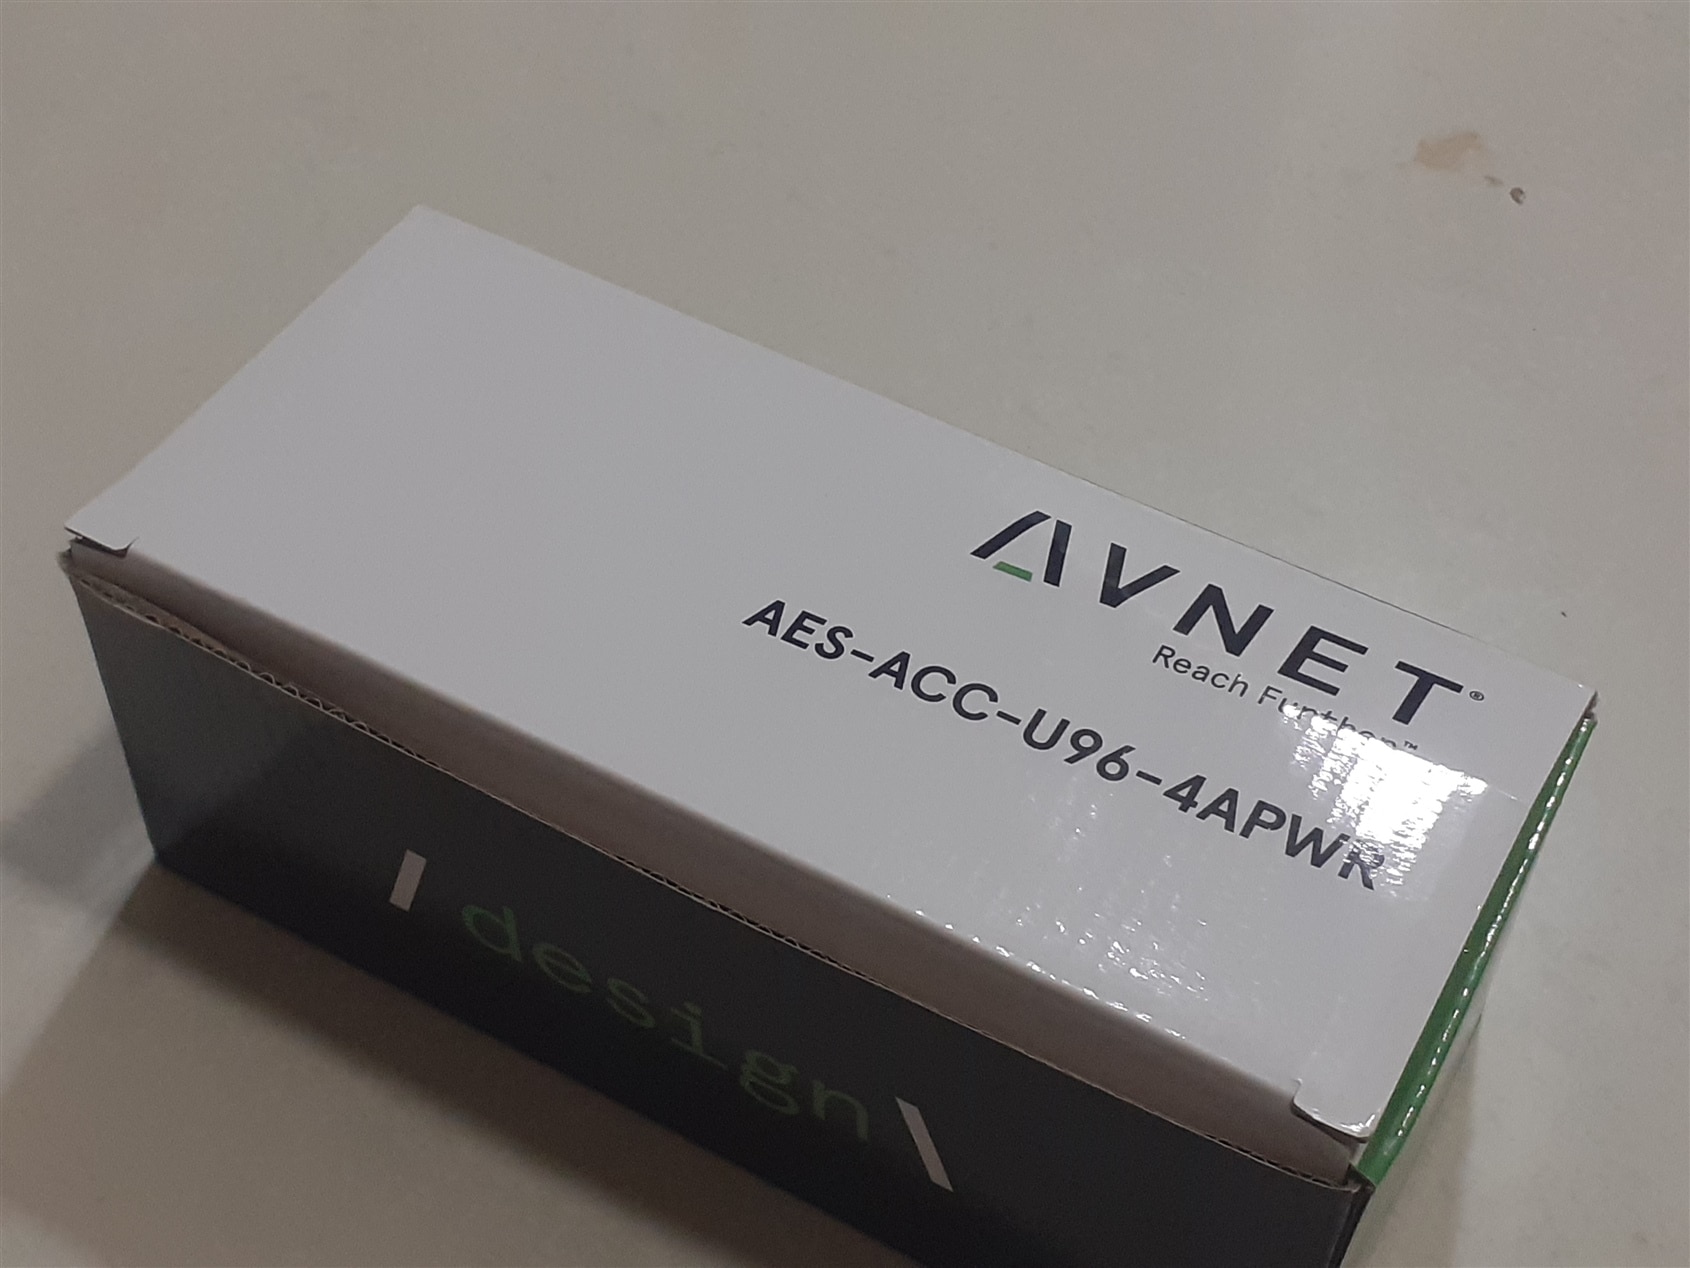 AVNET®
Reach Further™
AES-ACC-U96-4APWR
/ design \